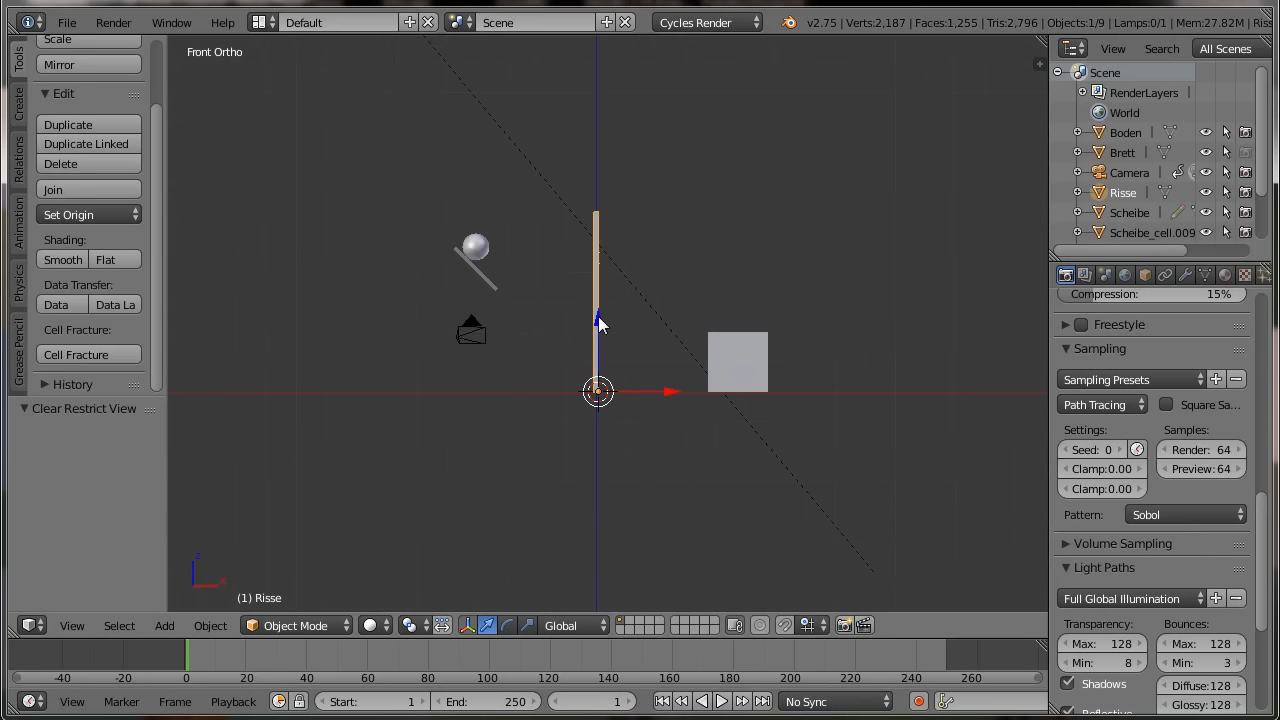 File Render Window Help Default Scene Cycles Render v2.75 | Verts:2,187 | Faces:1,255 | Tris:2,796 | Objects:1/9 | Lamps:0/1 | Mem:27.82M | Riss
Tools
Create
Relations
Animation
Physics
Grease Pencil
Scale
Mirror
Edit
Duplicate
Duplicate Linked
Delete
Join
Set Origin
Shading:
Smooth Flat
Data Transfer:
Data Data La
Cell Fracture:
Cell Fracture
History
Clear Restrict View
Front Ortho
z
x
(1) Risse
View Search All Scenes
Scene
RenderLayers
World
Boden
Brett
Camera
Risse
Scheibe
Scheibe_cell.009
Compression: 15%
Freestyle
Sampling
Sampling Presets
Path Tracing Square Sa...
Settings: Samples:
Seed: 0 Render: 64
Clamp:0.00 Preview: 64
Clamp:0.00
Pattern: Sobol
Volume Sampling
Light Paths
Full Global Illumination
Transparency: Bounces:
Max: 128 Max: 128
Min: 8 Min: 3
Shadows Diffuse:128
Reflective Glossy:128
View Select Add Object Object Mode Global
-40 -20 0 20 40 60 80 100 120 140 160 180 200 220 240 260
View Marker Frame Playback Start: 1 End: 250 1 No Sync